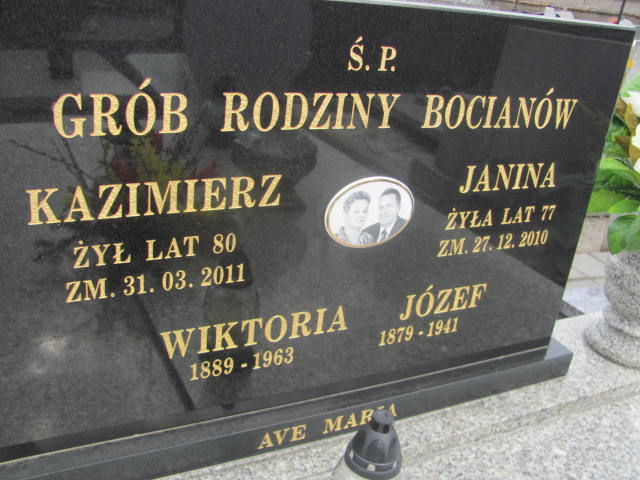 Ś.P.
GRÓB RODZINY BOCIANÓW
KAZIMIERZ
ŻYŁ LAT 80
ZM. 31. 03. 2011
JANINA
ŻYŁA LAT 77
ZM. 27. 12. 2010
WIKTORIA
1889 - 1963
JÓZEF
1879 - 1941
AVE MARIA